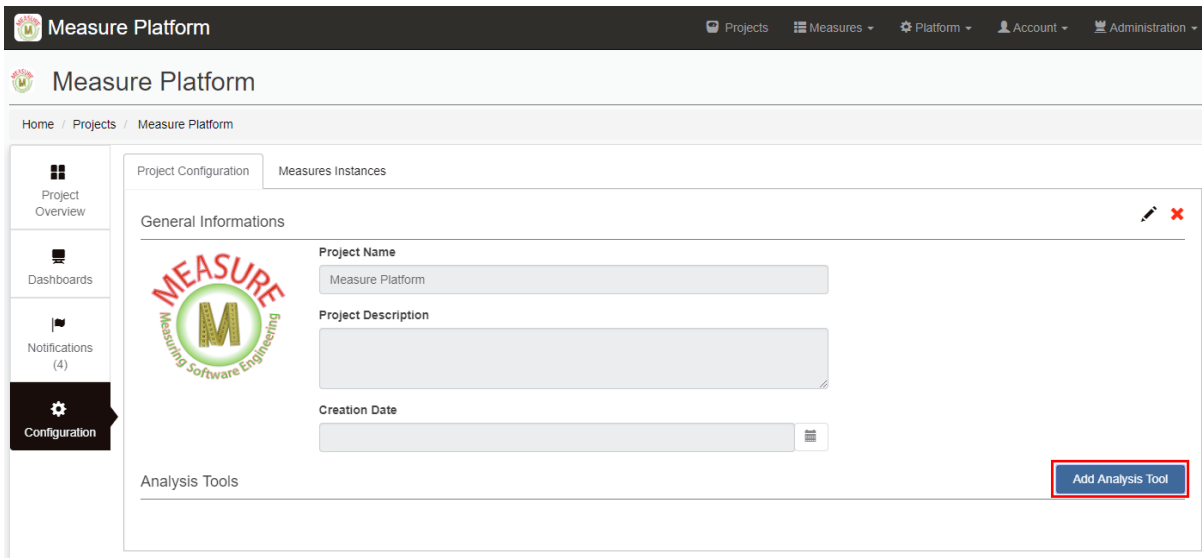 Measure Platform
Projects Measures Platform Account Administration
Measure Platform
Home / Projects / Measure Platform
Project Overview
Project Configuration Measures Instances
General Informations
MEASURE
M
Measuring Software Engineering
Project Name
Measure Platform
Project Description
Creation Date
Dashboards
Notifications
(4)
Configuration
Analysis Tools
Add Analysis Tool